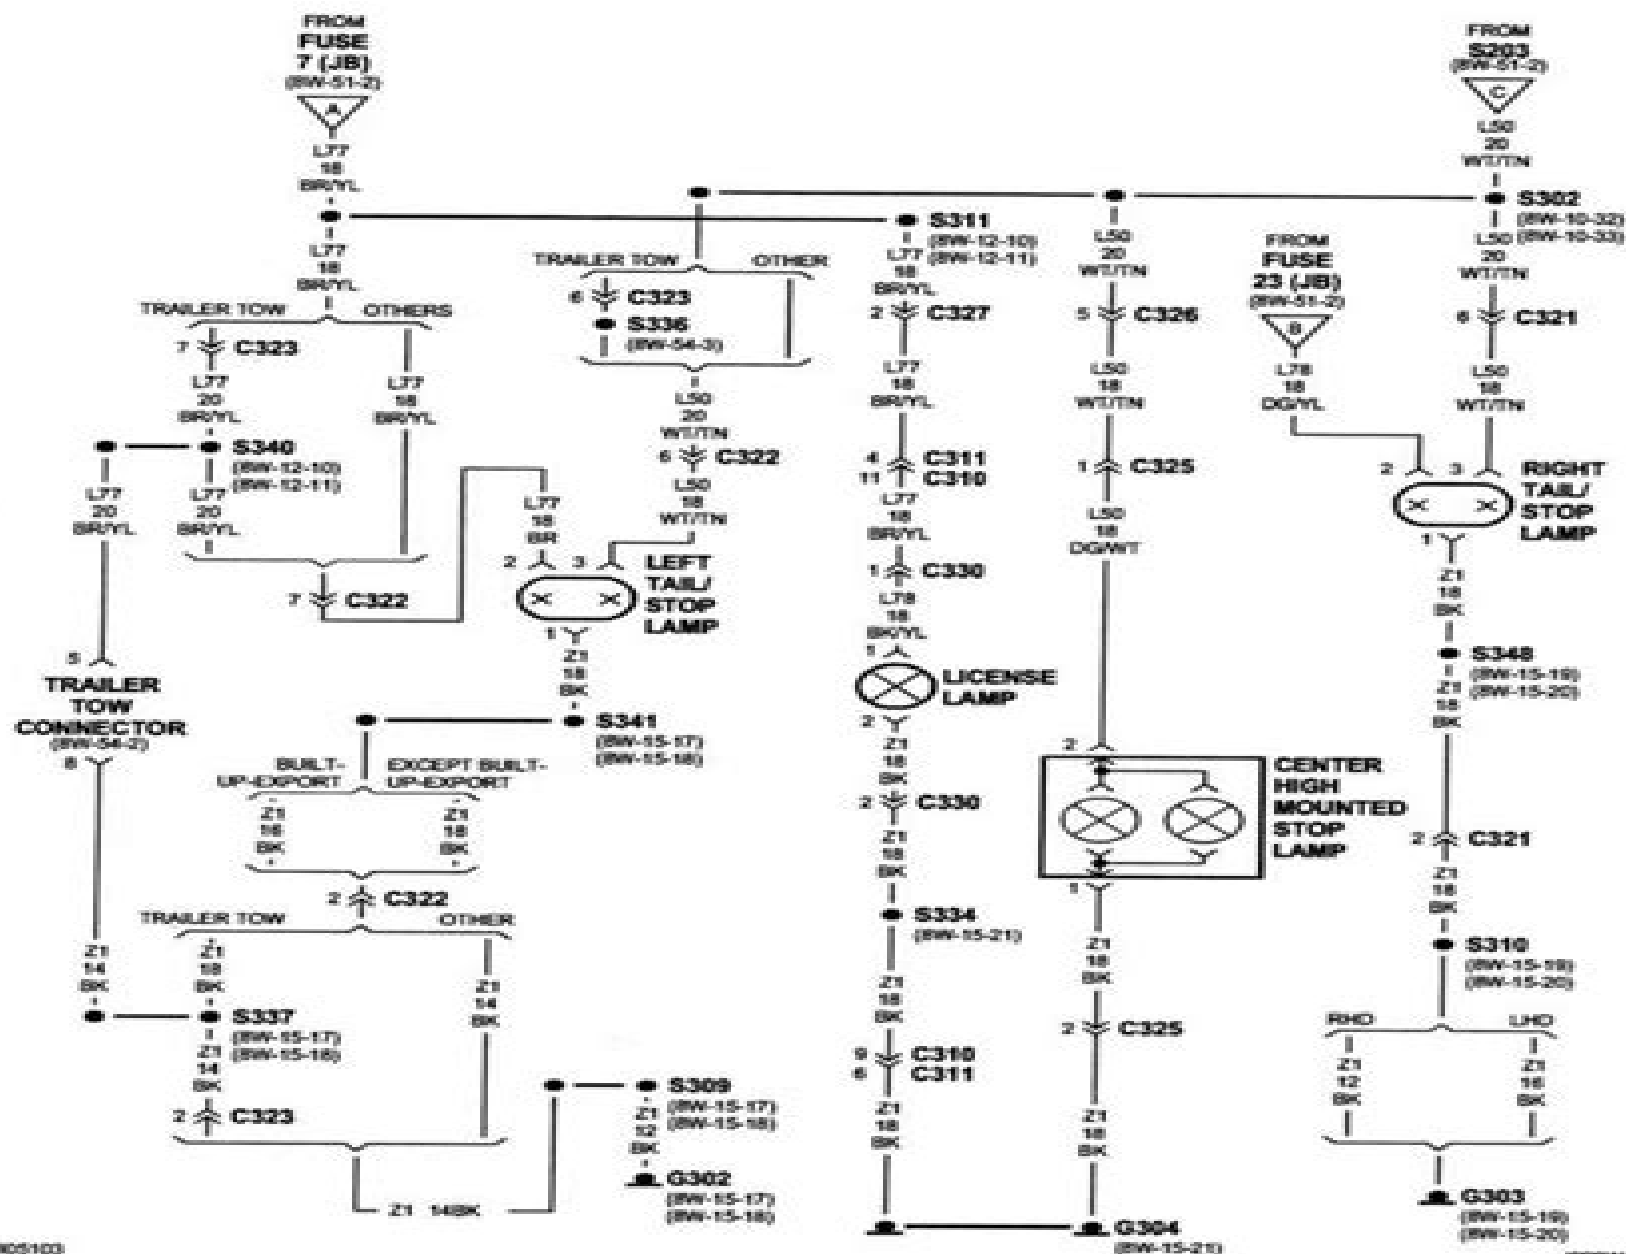 FROM
FUSE
7 (JB)
(8W-51-2)
A
L77
18
BR/YL
L77
18
BR/YL
TRAILER TOW
OTHERS
7
C323
L77
20
BR/YL
L77
18
BR/YL
S340
(8W-12-10)
(8W-12-11)
L77
20
BR/YL
L77
20
BR/YL
7
C322
5
TRAILER
TOW
CONNECTOR
(8W-54-2)
TRAILER TOW
OTHER
6
C323
S336
(8W-54-3)
L50
20
WT/TN
6
C322
L50
18
WT/TN
L77
18
BR
2
3
LEFT
TAIL/
STOP
LAMP
1
Z1
18
BK
S341
(8W-15-17)
(8W-15-18)
BUILT-
UP-EXPORT
EXCEPT BUILT-
UP-EXPORT
Z1
16
BK
Z1
18
BK
2
C322
TRAILER TOW
OTHER
Z1
14
BK
Z1
18
BK
Z1
14
BK
S337
(8W-15-17)
(8W-15-18)
Z1
14
BK
2
C323
Z1 14BK
S309
(8W-15-17)
(8W-15-18)
Z1
12
BK
G302
(8W-15-17)
(8W-15-18)
S311
(8W-12-10)
(8W-12-11)
L77
18
BR/YL
2
C327
L77
18
BR/YL
4
C311
11
C310
L77
18
BR/YL
1
C330
L78
18
BK/YL
1
LICENSE
LAMP
2
Z1
18
BK
2
C330
Z1
18
BK
S334
(8W-15-21)
Z1
18
BK
9
C310
6
C311
Z1
18
BK
L50
20
WT/TN
5
C326
L50
18
WT/TN
1
C325
L50
18
DG/WT
2
CENTER
HIGH
MOUNTED
STOP
LAMP
1
Z1
18
BK
2
C325
Z1
18
BK
G304
(8W-15-21)
FROM
S203
(8W-51-2)
C
L50
20
WT/TN
S302
(8W-10-32)
(8W-10-33)
L50
20
WT/TN
FROM
FUSE
23 (JB)
(8W-51-2)
B
L78
18
DG/YL
6
C321
L50
18
WT/TN
2
3
RIGHT
TAIL/
STOP
LAMP
1
Z1
18
BK
S348
(8W-15-19)
(8W-15-20)
Z1
18
BK
2
C321
Z1
18
BK
S310
(8W-15-19)
(8W-15-20)
RHD
LHD
Z1
12
BK
Z1
16
BK
G303
(8W-15-19)
(8W-15-20)